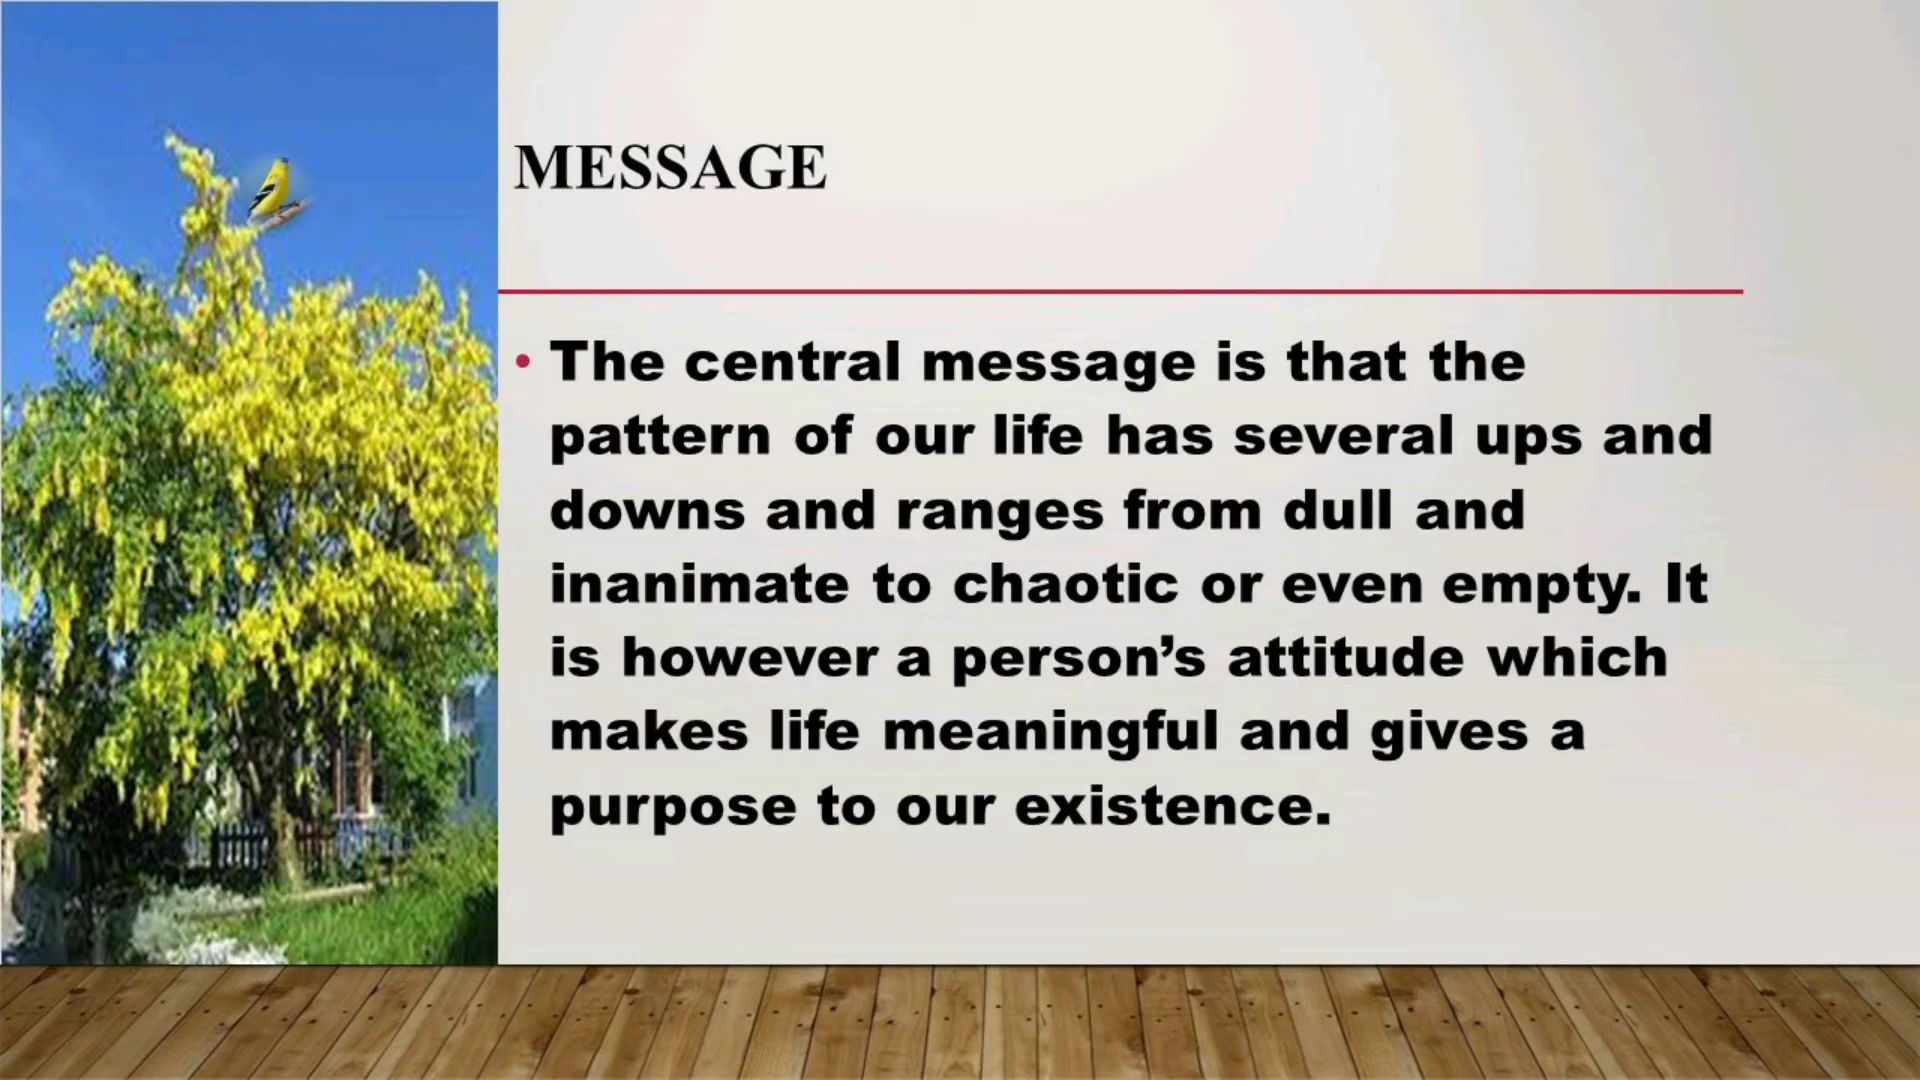 MESSAGE
• The central message is that the
pattern of our life has several ups and
downs and ranges from dull and
inanimate to chaotic or even empty. It
is however a person’s attitude which
makes life meaningful and gives a
purpose to our existence.